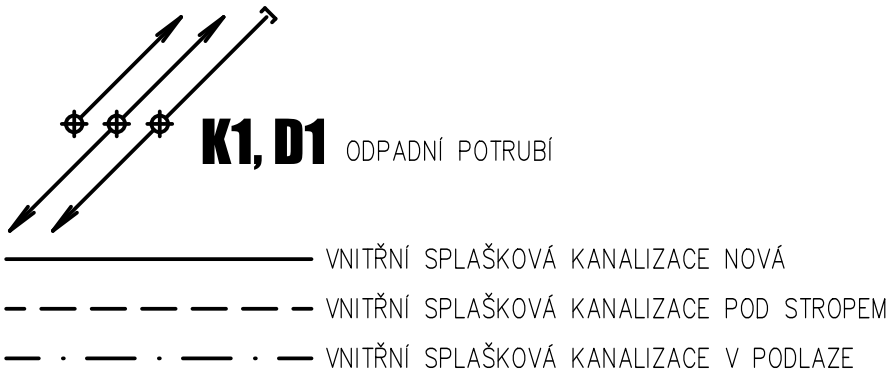 K1, D1 ODPADNÍ POTRUBÍ
VNITŘNÍ SPLAŠKOVÁ KANALIZACE NOVÁ
VNITŘNÍ SPLAŠKOVÁ KANALIZACE POD STROPEM
VNITŘNÍ SPLAŠKOVÁ KANALIZACE V PODLAZE